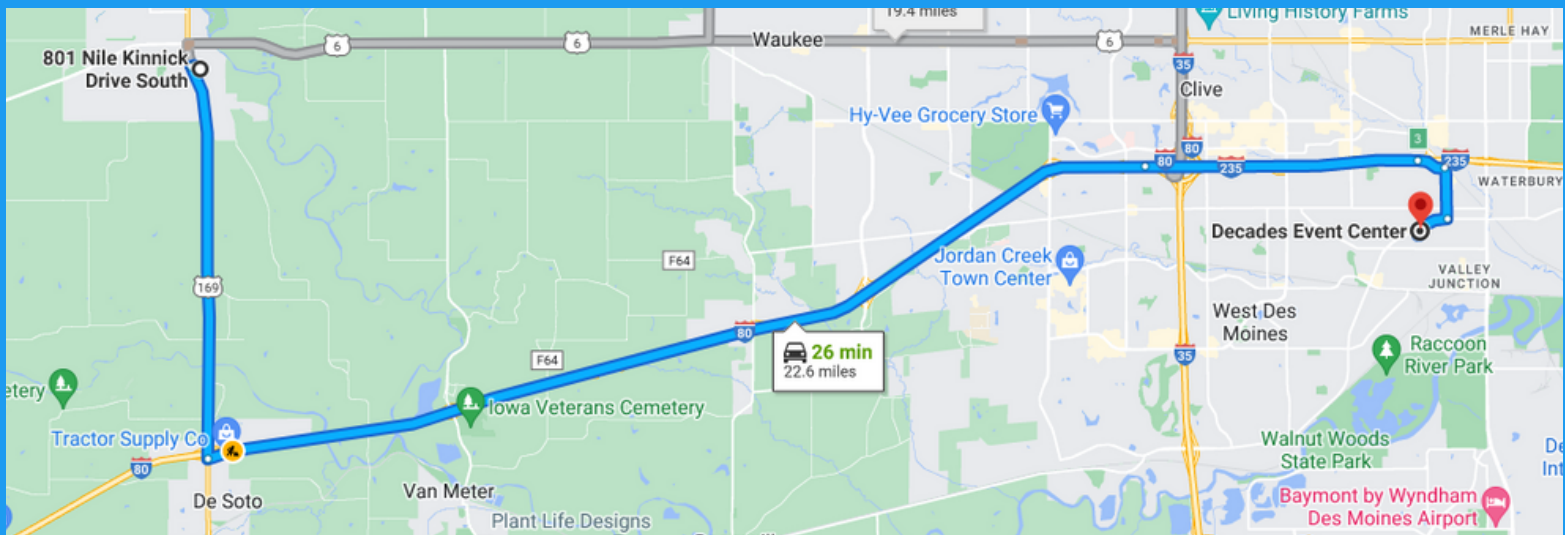 19.4 miles
Living History Farms
MERLE HAY
6
6
Waukee
6
801 Nile Kinnick
Drive South
35
Clive
Hy-Vee Grocery Store
3
80
80
235
235
WATERBURY
Decades Event Center
F64
Jordan Creek
Town Center
VALLEY
JUNCTION
169
West Des
Moines
80
26 min
22.6 miles
35
Raccoon
River Park
F64
etery
Iowa Veterans Cemetery
Tractor Supply Co
80
Walnut Woods
State Park
De
Int
De Soto
Van Meter
Plant Life Designs
Baymont by Wyndham
Des Moines Airport